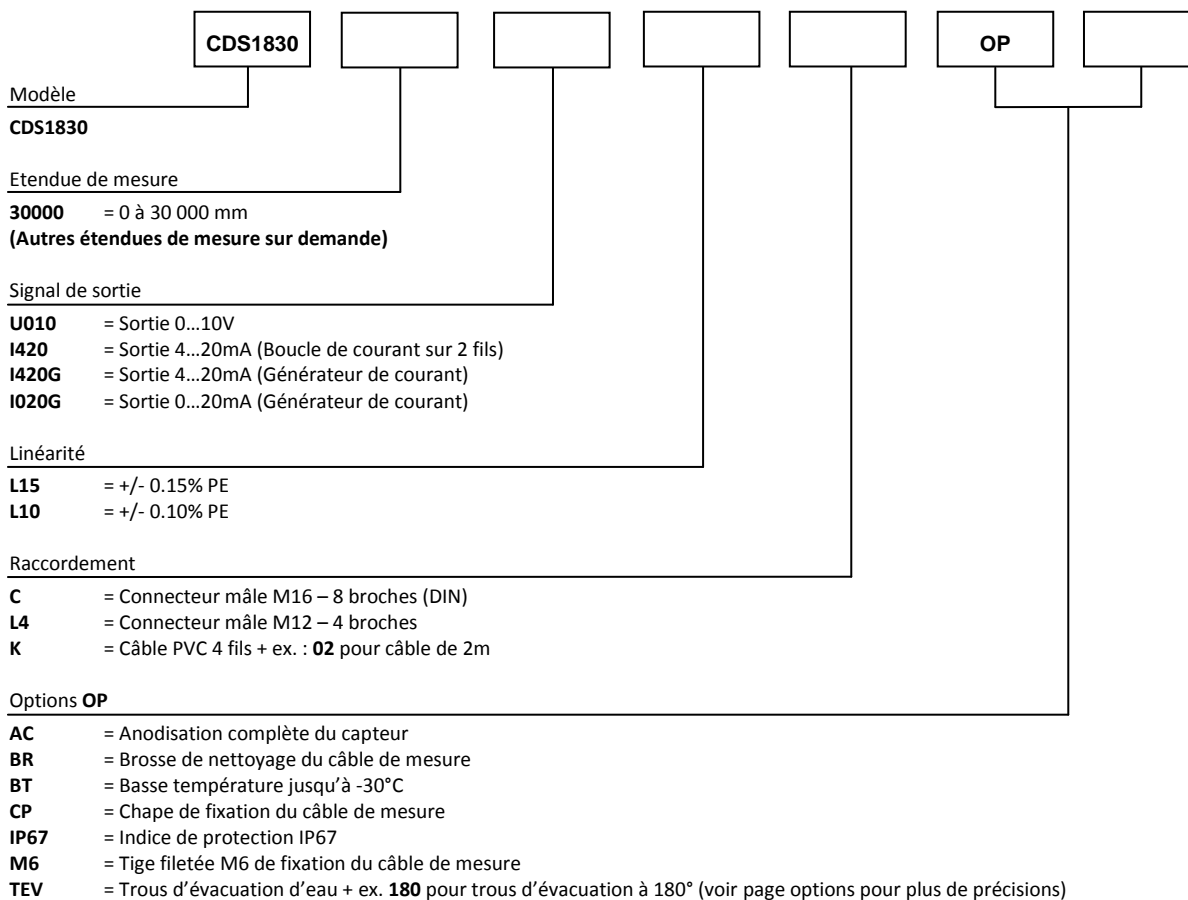 CDS1830 OP
Modèle
CDS1830
Etendue de mesure
30000 = 0 à 30 000 mm
(Autres étendues de mesure sur demande)
Signal de sortie
U010 = Sortie 0…10V
I420 = Sortie 4…20mA (Boucle de courant sur 2 fils)
I420G = Sortie 4…20mA (Générateur de courant)
I020G = Sortie 0…20mA (Générateur de courant)
Linéarité
L15 = +/- 0.15% PE
L10 = +/- 0.10% PE
Raccordement
C = Connecteur mâle M16 – 8 broches (DIN)
L4 = Connecteur mâle M12 – 4 broches
K = Câble PVC 4 fils + ex. : 02 pour câble de 2m
Options OP
AC = Anodisation complète du capteur
BR = Brosse de nettoyage du câble de mesure
BT = Basse température jusqu’à -30°C
CP = Chape de fixation du câble de mesure
IP67 = Indice de protection IP67
M6 = Tige filetée M6 de fixation du câble de mesure
TEV = Trous d’évacuation d’eau + ex. 180 pour trous d’évacuation à 180° (voir page options pour plus de précisions)